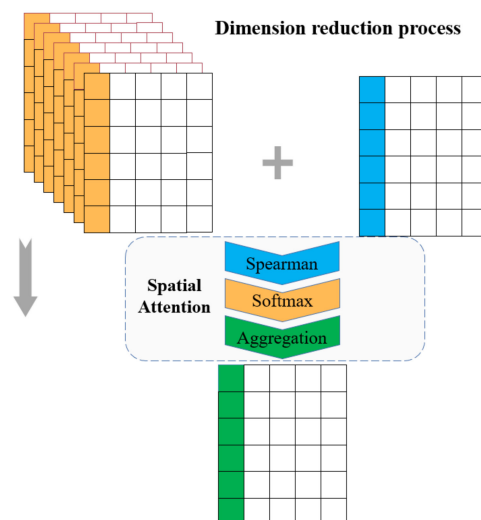 Dimension reduction process
Spatial
Attention
Spearman
Softmax
Aggregation